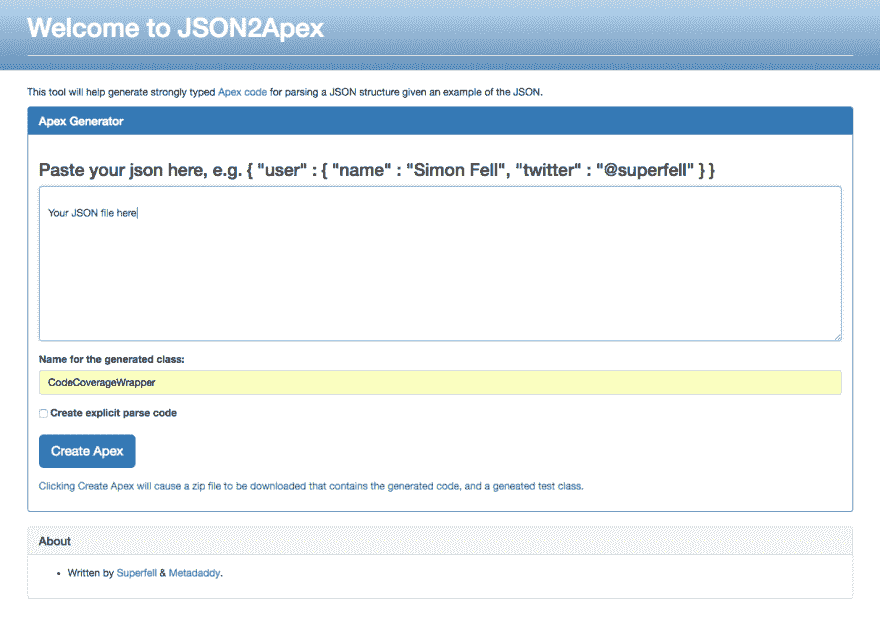 Welcome to JSON2Apex
This tool will help generate strongly typed Apex code for parsing a JSON structure given an example of the JSON.
Apex Generator
Paste your json here, e.g. { "user" : { "name" : "Simon Fell", "twitter" : "@superfell" } }
Your JSON file here
Name for the generated class:
CodeCoverageWrapper
Create explicit parse code
Create Apex
Clicking Create Apex will cause a zip file to be downloaded that contains the generated code, and a geneated test class.
About
• Written by Superfell & Metadaddy.